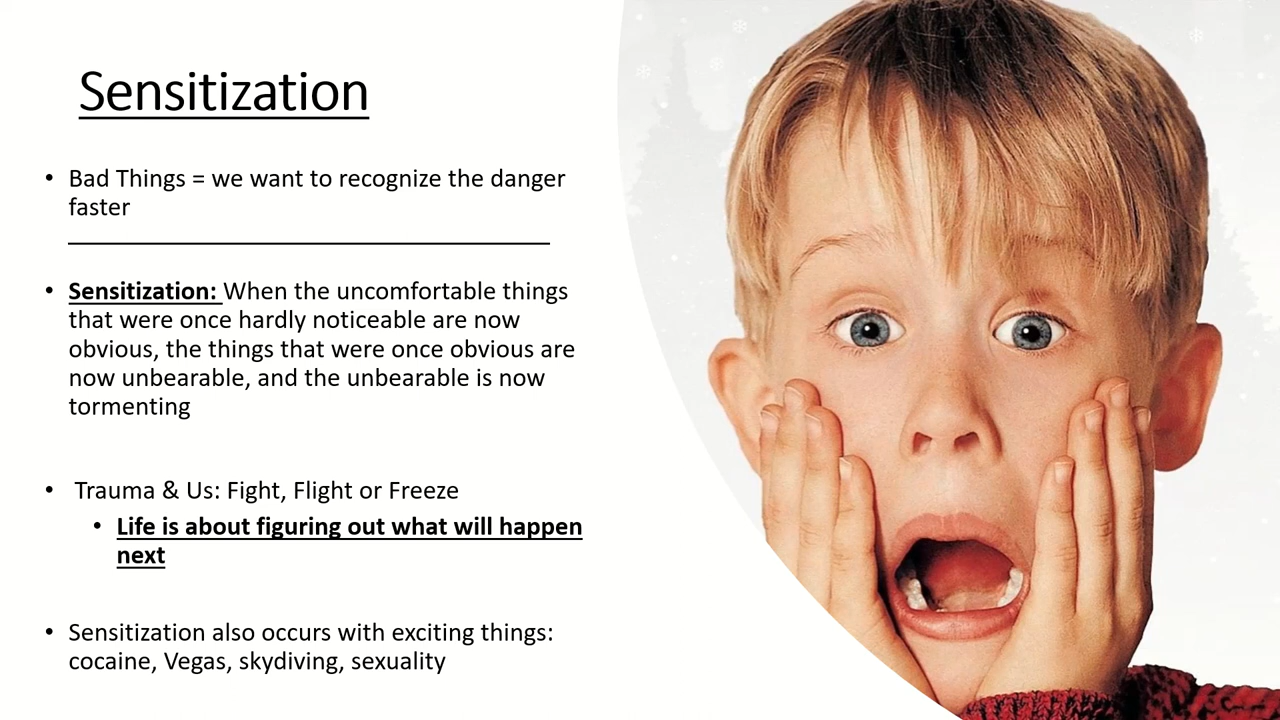 Sensitization
• Bad Things = we want to recognize the danger
faster
• Sensitization: When the uncomfortable things
that were once hardly noticeable are now
obvious, the things that were once obvious are
now unbearable, and the unbearable is now
tormenting
• Trauma & Us: Fight, Flight or Freeze
• Life is about figuring out what will happen
next
• Sensitization also occurs with exciting things:
cocaine, Vegas, skydiving, sexuality